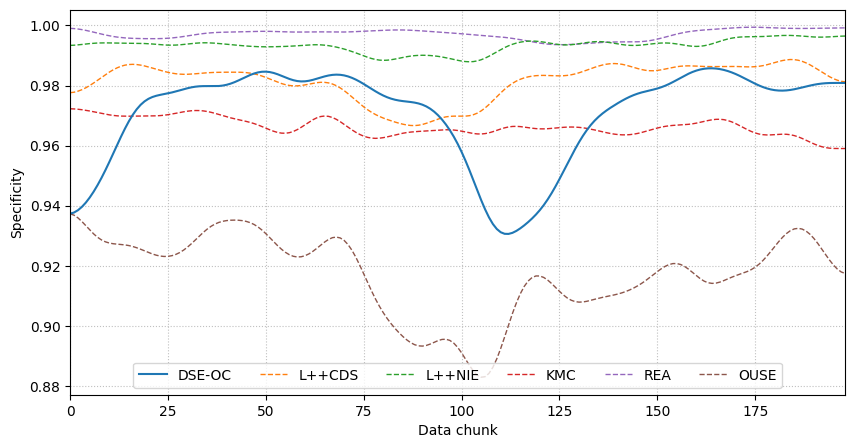 1.00
0.98
0.96
0.94
0.92
0.90
0.88
Specificity
DSE-OC L++CDS L++NIE KMC REA OUSE
0 25 50 75 100 125 150 175
Data chunk